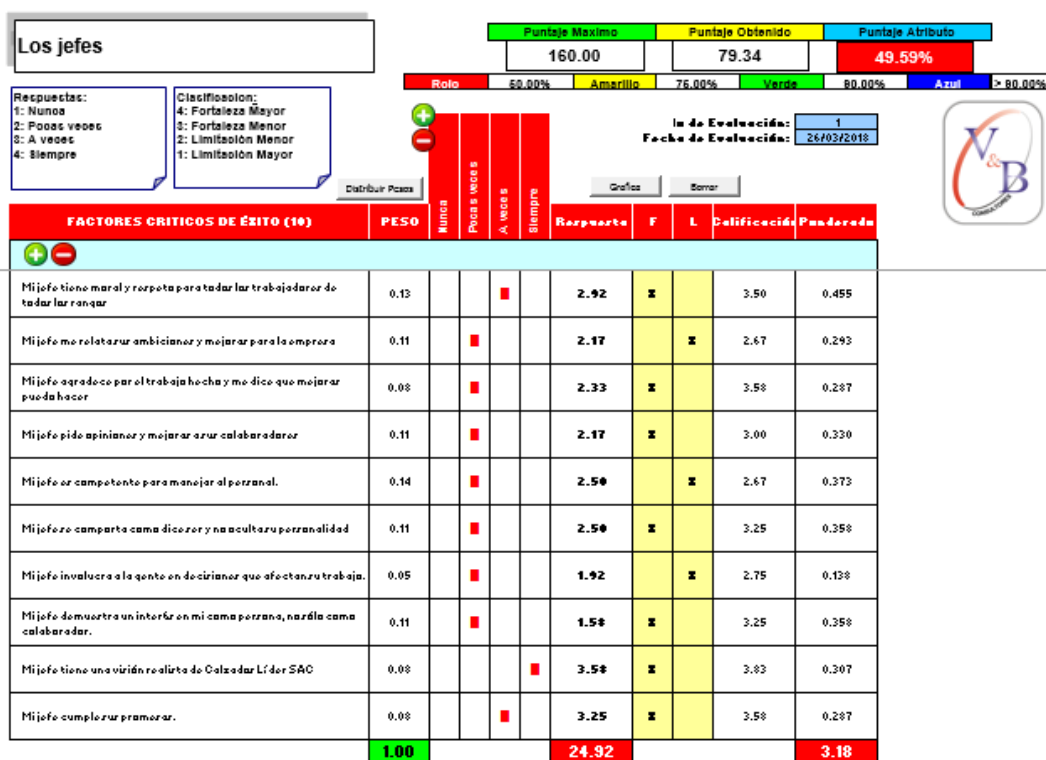 Los jefes
Puntaje Maximo Puntaje Obtenido Puntaje Atributo
160.00 79.34 49.59%
Rojo 50.00% Amarillo 75.00% Verde 90.00% Azul > 90.00%
Respuestas:
1: Nunca
2: Pocas veces
3: A veces
4: Siempre
Clasificacion:
4: Fortaleza Mayor
3: Fortaleza Menor
2: Limitación Menor
1: Limitación Mayor
Distribuir Pesos
Nº de Evaluación: 1
Fecha de Evaluación: 26/03/2018
Grafica Borrar
V&B
CONSULTORES
FACTORES CRITICOS DE ÉXITO (10) PESO Nunca Pocas veces A veces Siempre Respuesta F L Calificación Ponderado
Mi jefe tiene moral y respeto para todos los trabajadores de
todos los rangos 0.13 2.92 X 3.50 0.455
Mi jefe me relata sus ambiciones y mejoras para la empresa 0.11 2.17 X 2.67 0.293
Mi jefe agradece por el trabajo hecho y me dice que mejoras
puedo hacer 0.08 2.33 X 3.58 0.287
Mi jefe pide opiniones y mejoras a sus colaboradores 0.11 2.17 X 3.00 0.330
Mi jefe es competente para manejar al personal. 0.14 2.50 X 2.67 0.373
Mi jefe se comporta como dice ser y no oculta su personalidad 0.11 2.50 X 3.25 0.358
Mi jefe involucra a la gente en decisiones que afectan su trabajo. 0.05 1.92 X 2.75 0.138
Mi jefe demuestra un interés en mi como persona, no sólo como
colaborador. 0.11 1.58 X 3.25 0.358
Mi jefe tiene una visión realista de Calzados Líder SAC 0.08 3.58 X 3.83 0.307
Mi jefe cumple sus promesas. 0.08 3.25 X 3.58 0.287
1.00 24.92 3.18